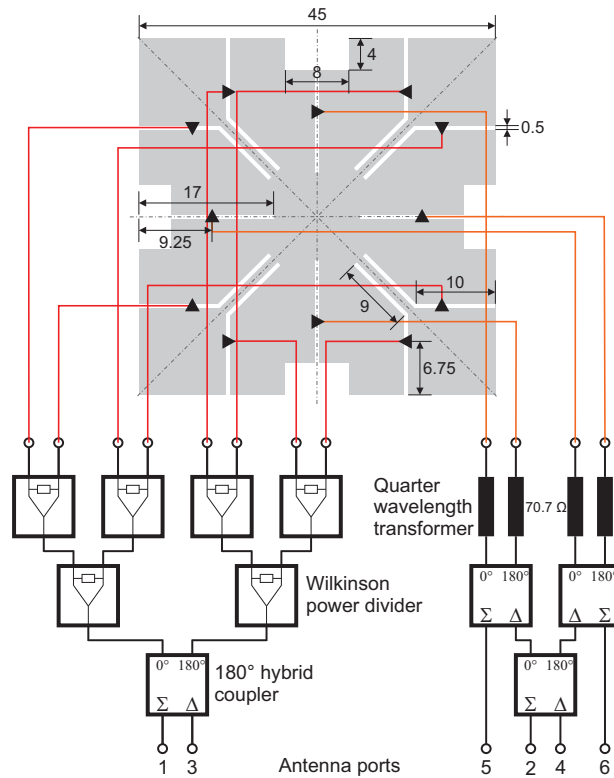 45
4
8
0.5
17
9.25
10
9
6.75
Quarter
wavelength
transformer
70.7 Ω
0° 180°
0° 180°
Σ Δ
Δ Σ
Wilkinson
power divider
0° 180°
Σ Δ
180° hybrid
coupler
0° 180°
Σ Δ
1 3
Antenna ports
5 2 4 6